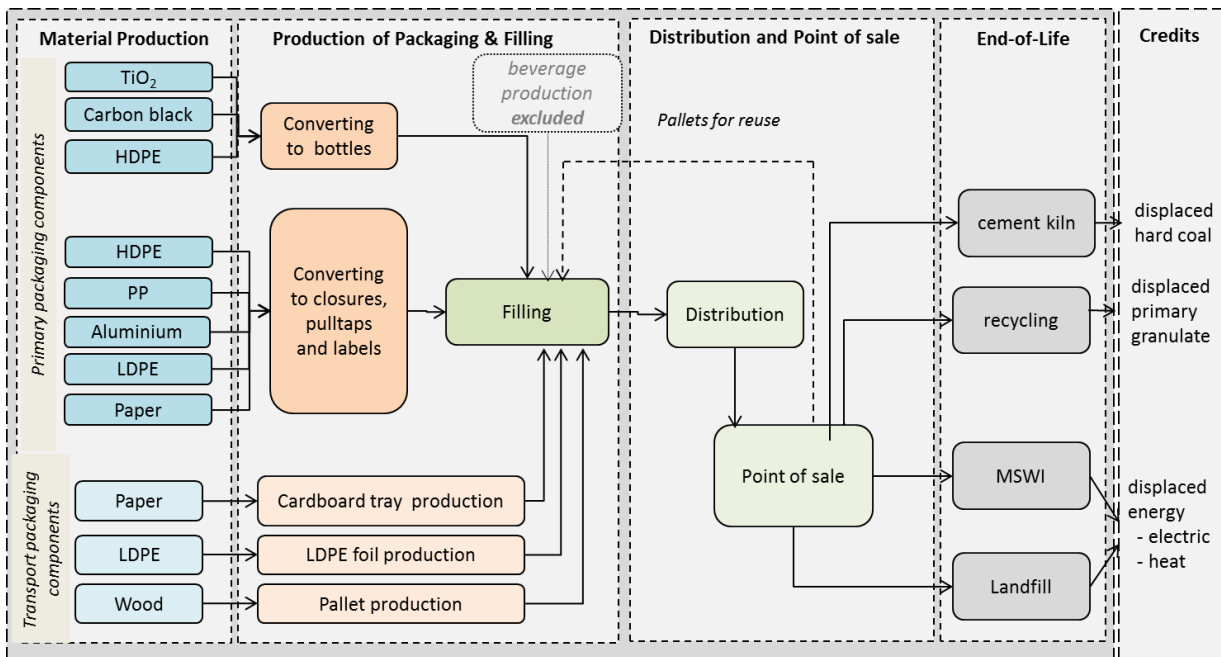 Material Production
Production of Packaging & Filling
Distribution and Point of sale
End-of-Life
Credits
Primary packaging components
TiO₂
Carbon black
HDPE
HDPE
PP
Aluminium
LDPE
Paper
Transport packaging
components
Paper
LDPE
Wood
beverage
production
excluded
Converting
to bottles
Converting
to closures,
pulltaps
and labels
Filling
Cardboard tray production
LDPE foil production
Pallet production
Pallets for reuse
Distribution
Point of sale
cement kiln
recycling
MSWI
Landfill
displaced
hard coal
displaced
primary
granulate
displaced
energy
- electric
- heat